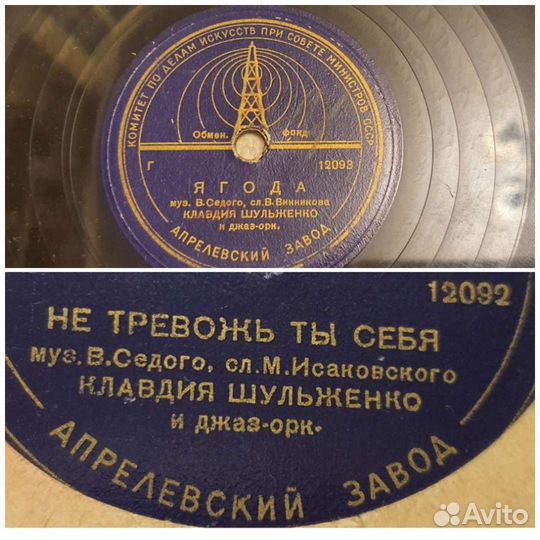 КОМИТЕТ ПО ДЕЛАМ ИСКУССТВ ПРИ СОВЕТЕ МИНИСТРОВ СССР
Обмен. фонд
Г 12093
ЯГОДА
муз. В.Седого, сл. В.Винникова
КЛАВДИЯ ШУЛЬЖЕНКО
и джаз-орк.
АПРЕЛЕВСКИЙ ЗАВОД
12092
НЕ ТРЕВОЖЬ ТЫ СЕБЯ
муз. В.Седого, сл. М.Исаковского
КЛАВДИЯ ШУЛЬЖЕНКО
и джаз-орк.
АПРЕЛЕВСКИЙ ЗАВОД
Avito